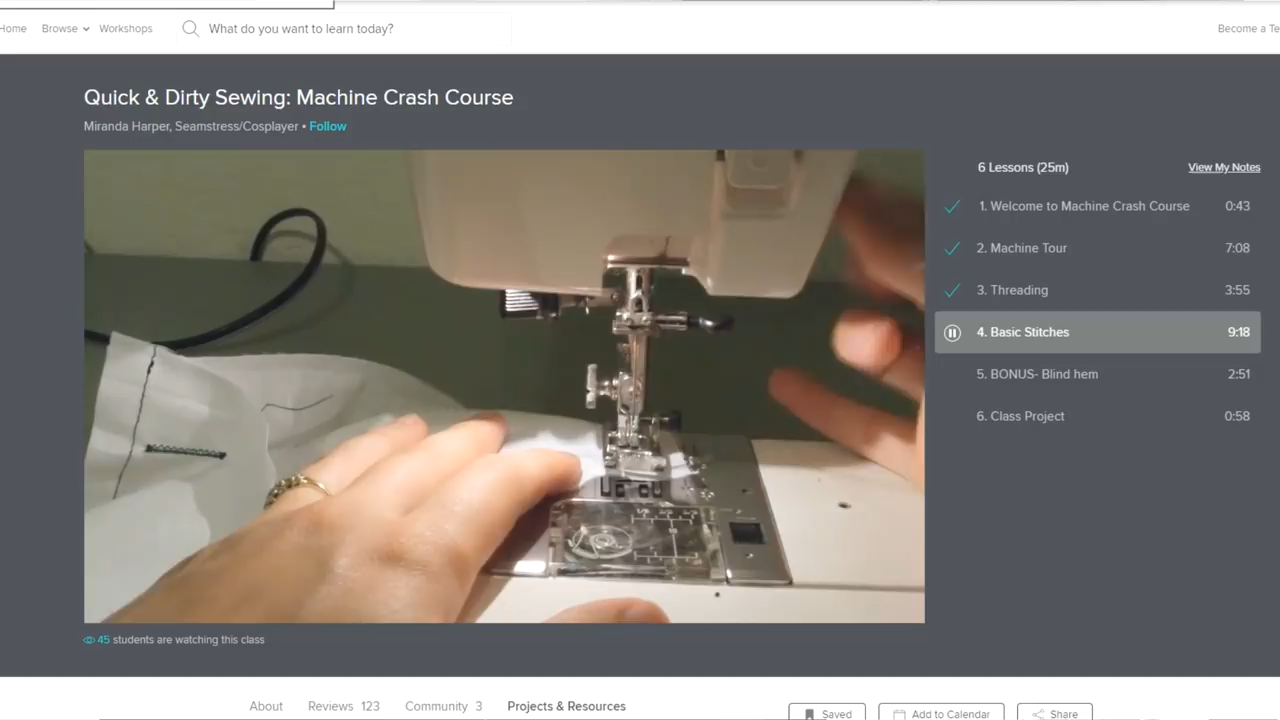 Home Browse Workshops What do you want to learn today? Become a Te
Quick & Dirty Sewing: Machine Crash Course
Miranda Harper, Seamstress/Cosplayer • Follow
6 Lessons (25m) View My Notes
1. Welcome to Machine Crash Course 0:43
2. Machine Tour 7:08
3. Threading 3:55
4. Basic Stitches 9:18
5. BONUS- Blind hem 2:51
6. Class Project 0:58
45 students are watching this class
About Reviews 123 Community 3 Projects & Resources Saved Add to Calendar Share